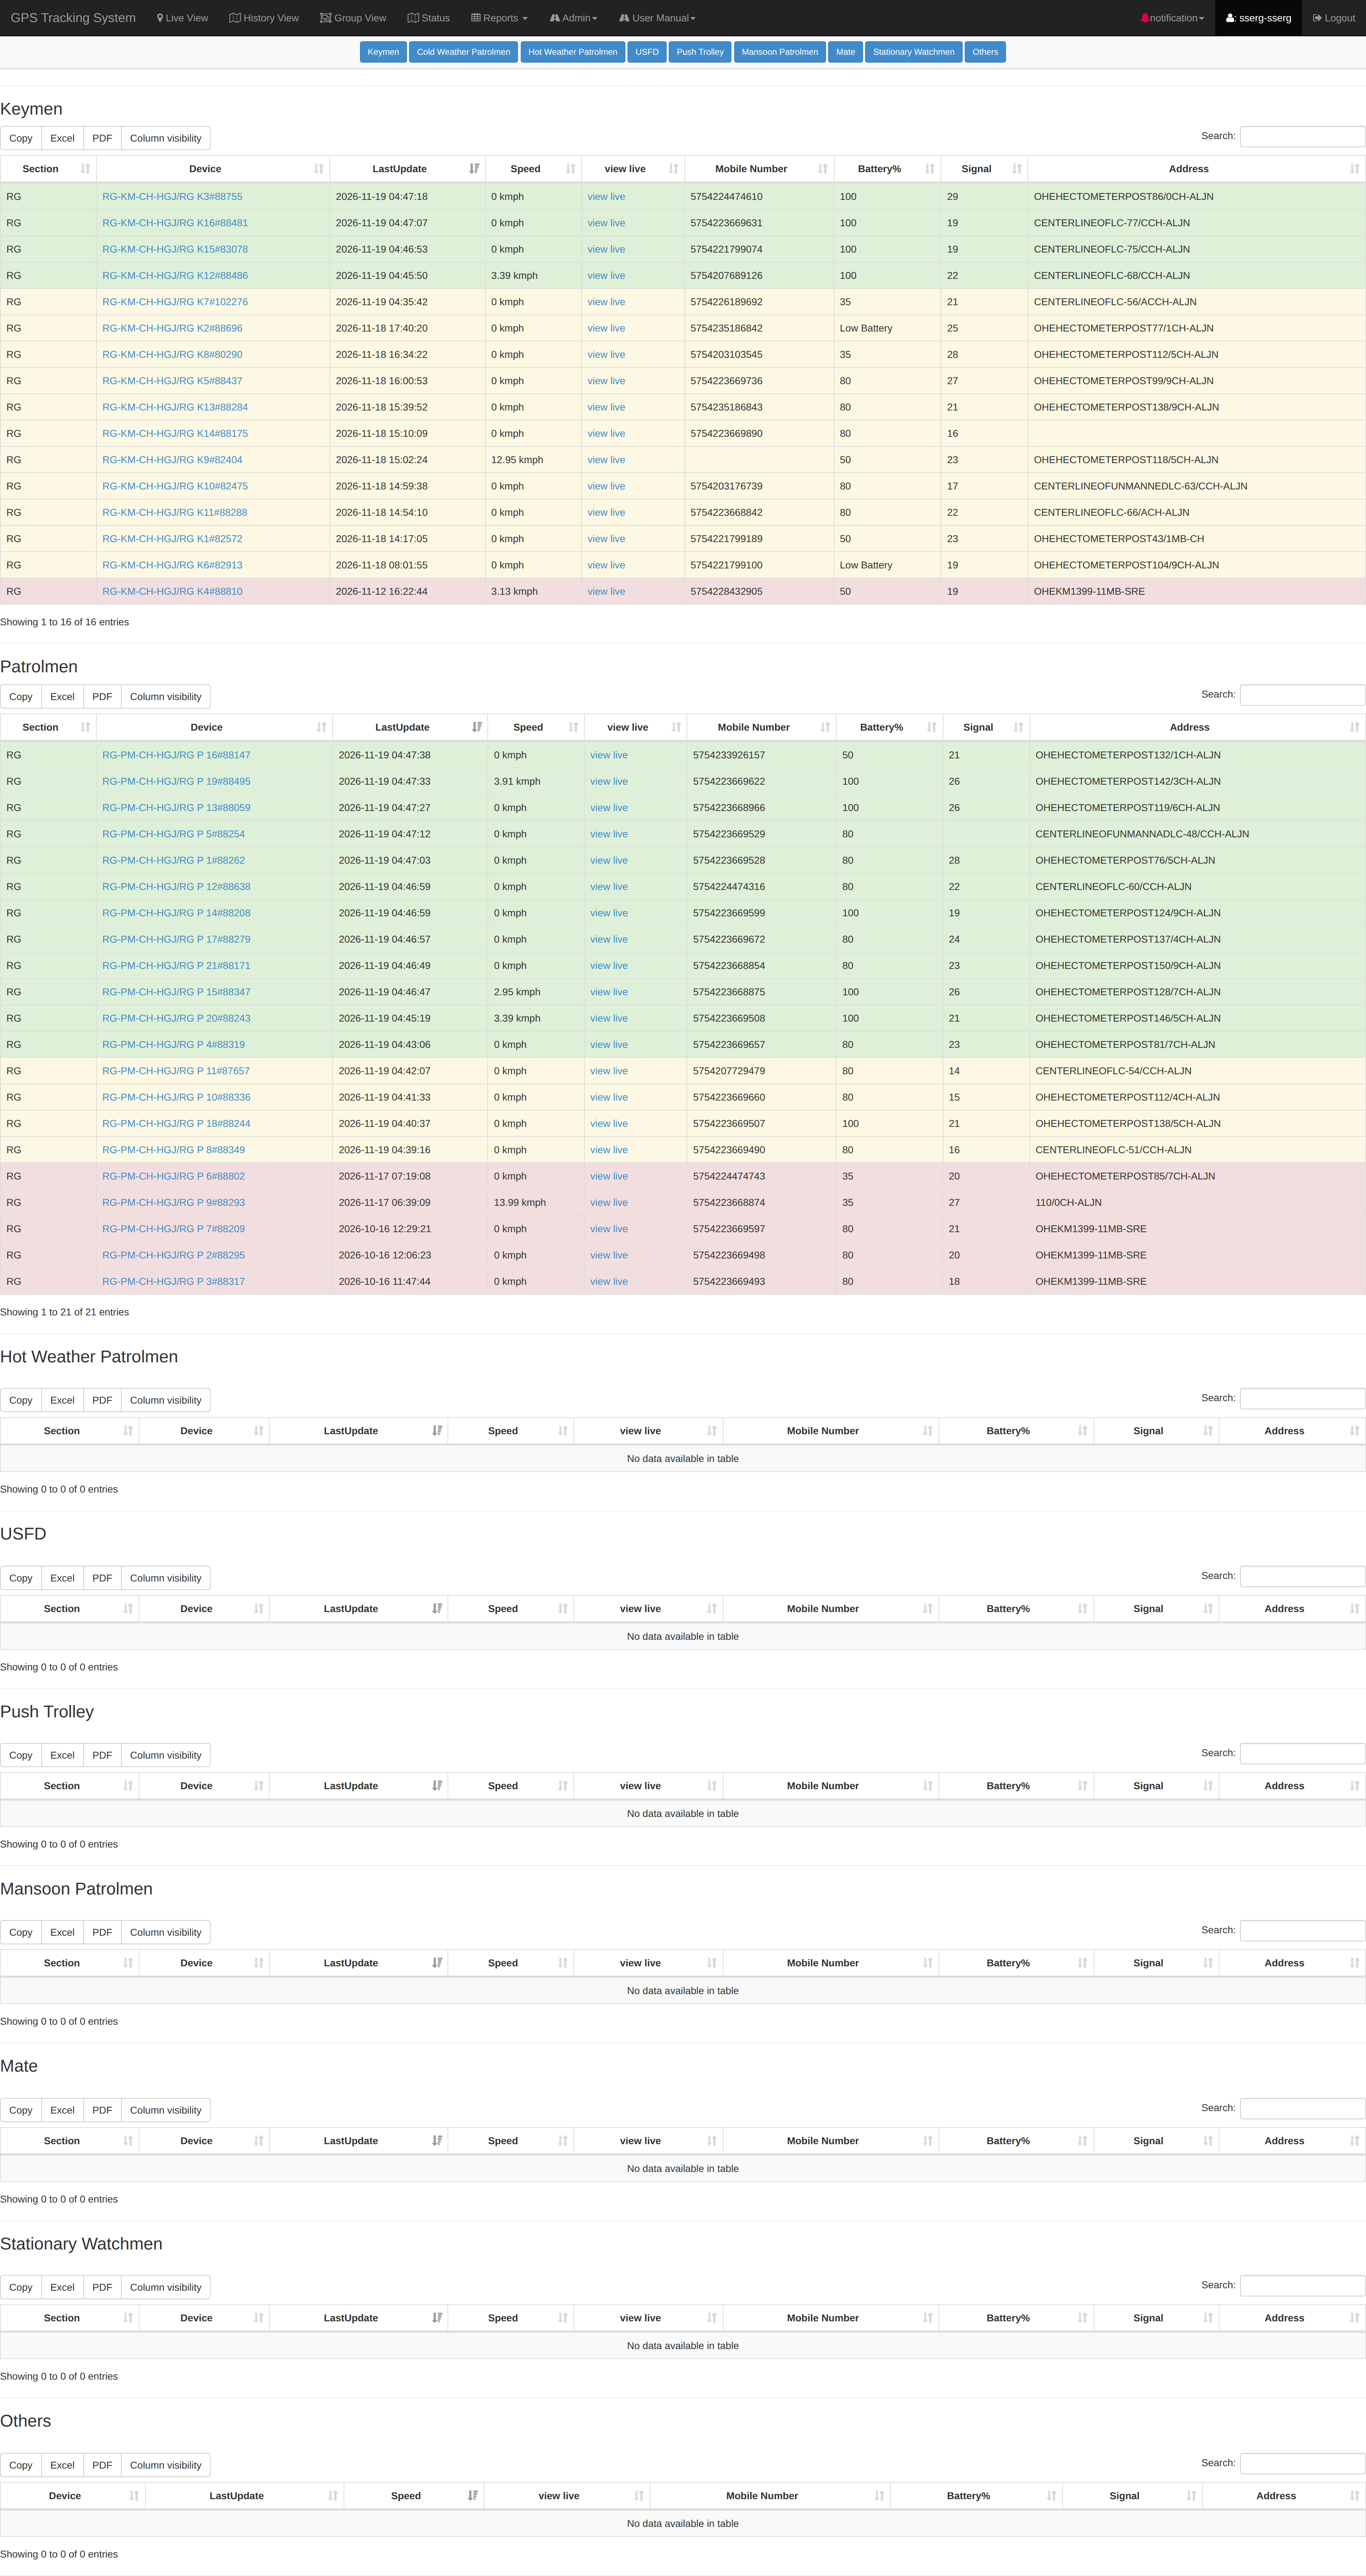 GPS Tracking System Live View History View Group View Status Reports Admin User Manual notification : sserg-sserg Logout
Keymen Cold Weather Patrolmen Hot Weather Patrolmen USFD Push Trolley Mansoon Patrolmen Mate Stationary Watchmen Others
Keymen
Copy Excel PDF Column visibility Search:
Section Device LastUpdate Speed view live Mobile Number Battery% Signal Address
RG RG-KM-CH-HGJ/RG K3#88755 2026-11-19 04:47:18 0 kmph view live 5754224474610 100 29 OHEHECTOMETERPOST86/0CH-ALJN
RG RG-KM-CH-HGJ/RG K16#88481 2026-11-19 04:47:07 0 kmph view live 5754223669631 100 19 CENTERLINEOFLC-77/CCH-ALJN
RG RG-KM-CH-HGJ/RG K15#83078 2026-11-19 04:46:53 0 kmph view live 5754221799074 100 19 CENTERLINEOFLC-75/CCH-ALJN
RG RG-KM-CH-HGJ/RG K12#88486 2026-11-19 04:45:50 3.39 kmph view live 5754207689126 100 22 CENTERLINEOFLC-68/CCH-ALJN
RG RG-KM-CH-HGJ/RG K7#102276 2026-11-19 04:35:42 0 kmph view live 5754226189692 35 21 CENTERLINEOFLC-56/ACCH-ALJN
RG RG-KM-CH-HGJ/RG K2#88696 2026-11-18 17:40:20 0 kmph view live 5754235186842 Low Battery 25 OHEHECTOMETERPOST77/1CH-ALJN
RG RG-KM-CH-HGJ/RG K8#80290 2026-11-18 16:34:22 0 kmph view live 5754203103545 35 28 OHEHECTOMETERPOST112/5CH-ALJN
RG RG-KM-CH-HGJ/RG K5#88437 2026-11-18 16:00:53 0 kmph view live 5754223669736 80 27 OHEHECTOMETERPOST99/9CH-ALJN
RG RG-KM-CH-HGJ/RG K13#88284 2026-11-18 15:39:52 0 kmph view live 5754235186843 80 21 OHEHECTOMETERPOST138/9CH-ALJN
RG RG-KM-CH-HGJ/RG K14#88175 2026-11-18 15:10:09 0 kmph view live 5754223669890 80 16
RG RG-KM-CH-HGJ/RG K9#82404 2026-11-18 15:02:24 12.95 kmph view live 50 23 OHEHECTOMETERPOST118/5CH-ALJN
RG RG-KM-CH-HGJ/RG K10#82475 2026-11-18 14:59:38 0 kmph view live 5754203176739 80 17 CENTERLINEOFUNMANNEDLC-63/CCH-ALJN
RG RG-KM-CH-HGJ/RG K11#88288 2026-11-18 14:54:10 0 kmph view live 5754223668842 80 22 CENTERLINEOFLC-66/ACH-ALJN
RG RG-KM-CH-HGJ/RG K1#82572 2026-11-18 14:17:05 0 kmph view live 5754221799189 50 23 OHEHECTOMETERPOST43/1MB-CH
RG RG-KM-CH-HGJ/RG K6#82913 2026-11-18 08:01:55 0 kmph view live 5754221799100 Low Battery 19 OHEHECTOMETERPOST104/9CH-ALJN
RG RG-KM-CH-HGJ/RG K4#88810 2026-11-12 16:22:44 3.13 kmph view live 5754228432905 50 19 OHEKM1399-11MB-SRE
Showing 1 to 16 of 16 entries
Patrolmen
Copy Excel PDF Column visibility Search:
Section Device LastUpdate Speed view live Mobile Number Battery% Signal Address
RG RG-PM-CH-HGJ/RG P 16#88147 2026-11-19 04:47:38 0 kmph view live 5754233926157 50 21 OHEHECTOMETERPOST132/1CH-ALJN
RG RG-PM-CH-HGJ/RG P 19#88495 2026-11-19 04:47:33 3.91 kmph view live 5754223669622 100 26 OHEHECTOMETERPOST142/3CH-ALJN
RG RG-PM-CH-HGJ/RG P 13#88059 2026-11-19 04:47:27 0 kmph view live 5754223668966 100 26 OHEHECTOMETERPOST119/6CH-ALJN
RG RG-PM-CH-HGJ/RG P 5#88254 2026-11-19 04:47:12 0 kmph view live 5754223669529 80 CENTERLINEOFUNMANNADLC-48/CCH-ALJN
RG RG-PM-CH-HGJ/RG P 1#88262 2026-11-19 04:47:03 0 kmph view live 5754223669528 80 28 OHEHECTOMETERPOST76/5CH-ALJN
RG RG-PM-CH-HGJ/RG P 12#88638 2026-11-19 04:46:59 0 kmph view live 5754224474316 80 22 CENTERLINEOFLC-60/CCH-ALJN
RG RG-PM-CH-HGJ/RG P 14#88208 2026-11-19 04:46:59 0 kmph view live 5754223669599 100 19 OHEHECTOMETERPOST124/9CH-ALJN
RG RG-PM-CH-HGJ/RG P 17#88279 2026-11-19 04:46:57 0 kmph view live 5754223669672 80 24 OHEHECTOMETERPOST137/4CH-ALJN
RG RG-PM-CH-HGJ/RG P 21#88171 2026-11-19 04:46:49 0 kmph view live 5754223668854 80 23 OHEHECTOMETERPOST150/9CH-ALJN
RG RG-PM-CH-HGJ/RG P 15#88347 2026-11-19 04:46:47 2.95 kmph view live 5754223668875 100 26 OHEHECTOMETERPOST128/7CH-ALJN
RG RG-PM-CH-HGJ/RG P 20#88243 2026-11-19 04:45:19 3.39 kmph view live 5754223669508 100 21 OHEHECTOMETERPOST146/5CH-ALJN
RG RG-PM-CH-HGJ/RG P 4#88319 2026-11-19 04:43:06 0 kmph view live 5754223669657 80 23 OHEHECTOMETERPOST81/7CH-ALJN
RG RG-PM-CH-HGJ/RG P 11#87657 2026-11-19 04:42:07 0 kmph view live 5754207729479 80 14 CENTERLINEOFLC-54/CCH-ALJN
RG RG-PM-CH-HGJ/RG P 10#88336 2026-11-19 04:41:33 0 kmph view live 5754223669660 80 15 OHEHECTOMETERPOST112/4CH-ALJN
RG RG-PM-CH-HGJ/RG P 18#88244 2026-11-19 04:40:37 0 kmph view live 5754223669507 100 21 OHEHECTOMETERPOST138/5CH-ALJN
RG RG-PM-CH-HGJ/RG P 8#88349 2026-11-19 04:39:16 0 kmph view live 5754223669490 80 16 CENTERLINEOFLC-51/CCH-ALJN
RG RG-PM-CH-HGJ/RG P 6#88802 2026-11-17 07:19:08 0 kmph view live 5754224474743 35 20 OHEHECTOMETERPOST85/7CH-ALJN
RG RG-PM-CH-HGJ/RG P 9#88293 2026-11-17 06:39:09 13.99 kmph view live 5754223668874 35 27 110/0CH-ALJN
RG RG-PM-CH-HGJ/RG P 7#88209 2026-10-16 12:29:21 0 kmph view live 5754223669597 80 21 OHEKM1399-11MB-SRE
RG RG-PM-CH-HGJ/RG P 2#88295 2026-10-16 12:06:23 0 kmph view live 5754223669498 80 20 OHEKM1399-11MB-SRE
RG RG-PM-CH-HGJ/RG P 3#88317 2026-10-16 11:47:44 0 kmph view live 5754223669493 80 18 OHEKM1399-11MB-SRE
Showing 1 to 21 of 21 entries
Hot Weather Patrolmen
Copy Excel PDF Column visibility Search:
Section Device LastUpdate Speed view live Mobile Number Battery% Signal Address
No data available in table
Showing 0 to 0 of 0 entries
USFD
Copy Excel PDF Column visibility Search:
Section Device LastUpdate Speed view live Mobile Number Battery% Signal Address
No data available in table
Showing 0 to 0 of 0 entries
Push Trolley
Copy Excel PDF Column visibility Search:
Section Device LastUpdate Speed view live Mobile Number Battery% Signal Address
No data available in table
Showing 0 to 0 of 0 entries
Mansoon Patrolmen
Copy Excel PDF Column visibility Search:
Section Device LastUpdate Speed view live Mobile Number Battery% Signal Address
No data available in table
Showing 0 to 0 of 0 entries
Mate
Copy Excel PDF Column visibility Search:
Section Device LastUpdate Speed view live Mobile Number Battery% Signal Address
No data available in table
Showing 0 to 0 of 0 entries
Stationary Watchmen
Copy Excel PDF Column visibility Search:
Section Device LastUpdate Speed view live Mobile Number Battery% Signal Address
No data available in table
Showing 0 to 0 of 0 entries
Others
Copy Excel PDF Column visibility Search:
Device LastUpdate Speed view live Mobile Number Battery% Signal Address
No data available in table
Showing 0 to 0 of 0 entries